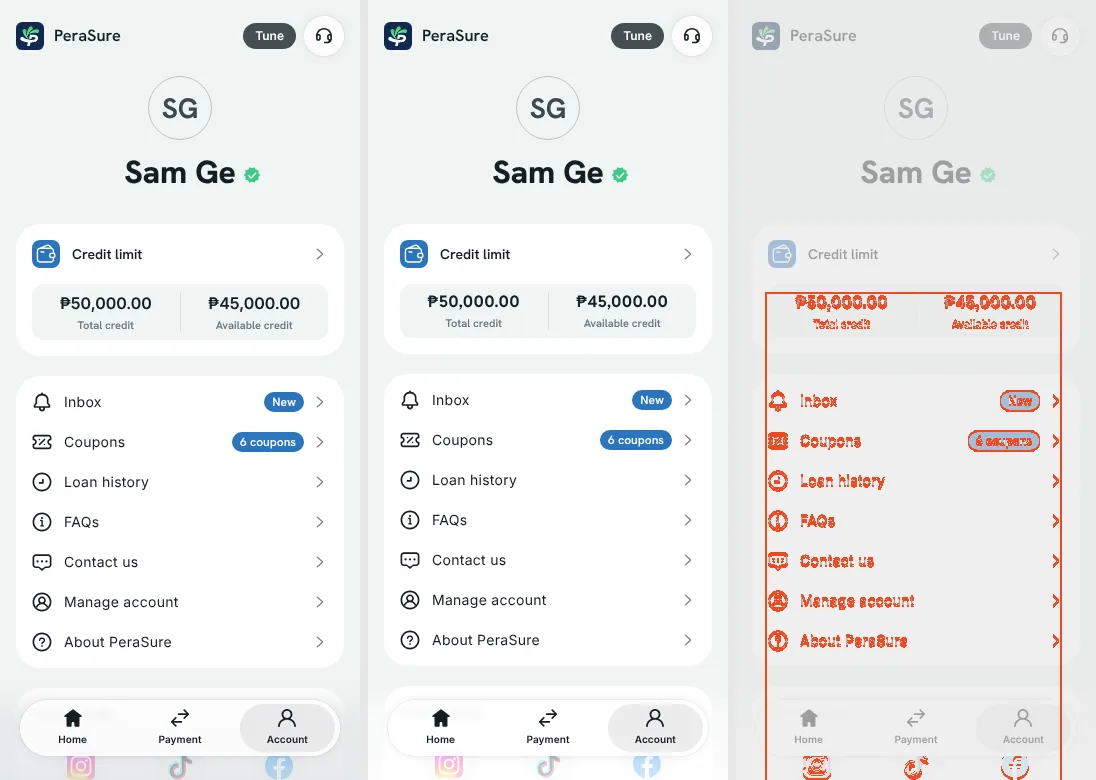 PeraSure
Tune
SG
Sam Ge
Credit limit
₱50,000.00 ₱45,000.00
Total credit Available credit
Inbox New
Coupons 6 coupons
Loan history
FAQs
Contact us
Manage account
About PeraSure
Home Payment Account
PeraSure
Tune
SG
Sam Ge
Credit limit
₱50,000.00 ₱45,000.00
Total credit Available credit
Inbox New
Coupons 6 coupons
Loan history
FAQs
Contact us
Manage account
About PeraSure
Home Payment Account
PeraSure
Tune
SG
Sam Ge
Credit limit
₱50,000.00 ₱45,000.00
Total credit Available credit
Inbox New
Coupons 6 coupons
Loan history
FAQs
Contact us
Manage account
About PeraSure
Home Payment Account